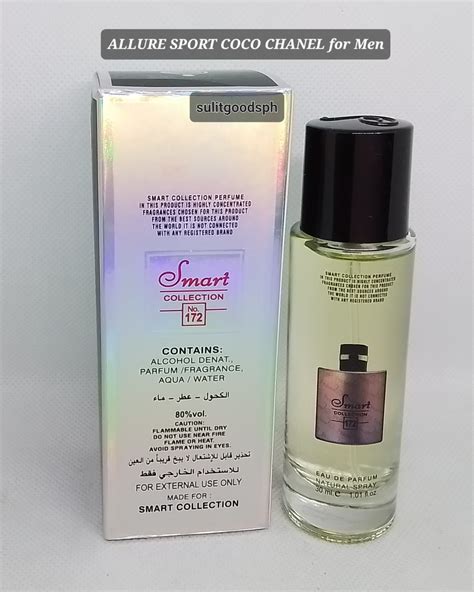 ALLURE SPORT COCO CHANEL for Men
sulitgoodsph
SMART COLLECTION PERFUME
IN THIS PRODUCT IS HIGHLY CONCENTRATED
FRAGRANCES CHOSEN FOR THIS PRODUCT
FROM THE BEST SOURCES AROUND
THE WORLD IT IS NOT CONNECTED
WITH ANY REGISTERED BRAND
Smart
COLLECTION
No.
172
CONTAINS:
ALCOHOL DENAT.,
PARFUM /FRAGRANCE,
AQUA / WATER
الكحول - عطر - ماء
80%vol.
CAUTION:
FLAMMABLE UNTIL DRY
DO NOT USE NEAR FIRE
FLAME OR HEAT.
AVOID SPRAYING IN EYES.
تحذير قابل للإشتعال لا يبخ قريباً من العين
للاستخدام الخارجي فقط
FOR EXTERNAL USE ONLY
MADE FOR :
SMART COLLECTION
SMART COLLECTION PERFUME
IN THIS PRODUCT IS HIGHLY CONCENTRATED
FRAGRANCES CHOSEN FOR THIS PRODUCT
FROM THE BEST SOURCES AROUND
THE WORLD IT IS NOT CONNECTED
WITH ANY REGISTERED BRAND
Smart
COLLECTION
172
EAU DE PARFUM
NATURAL SPRAY
30 ml e 1.01 fl.oz